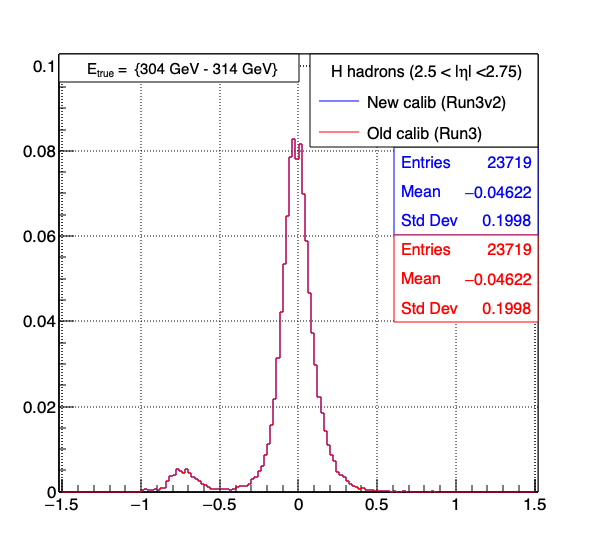 E_true = {304 GeV - 314 GeV}
H hadrons (2.5 < |η| <2.75)
New calib (Run3v2)
Old calib (Run3)
Entries 23719
Mean −0.04622
Std Dev 0.1998
Entries 23719
Mean −0.04622
Std Dev 0.1998
0.1
0.08
0.06
0.04
0.02
0
−1.5 −1 −0.5 0 0.5 1 1.5